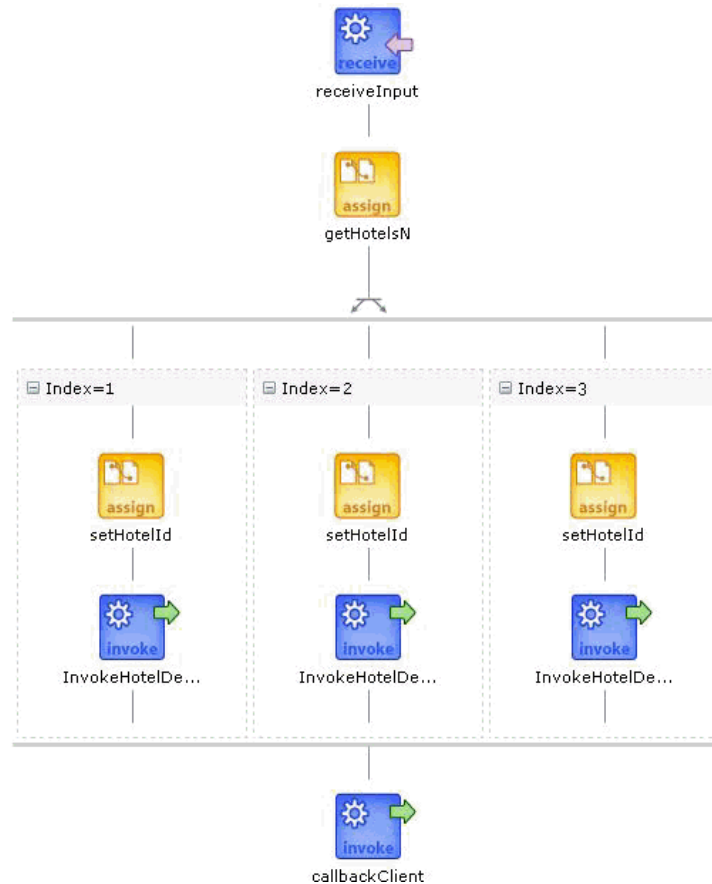 receive
receiveInput
assign
getHotelsN
Index=1 Index=2 Index=3
assign assign assign
setHotelId setHotelId setHotelId
invoke invoke invoke
InvokeHotelDe... InvokeHotelDe... InvokeHotelDe...
invoke
callbackClient